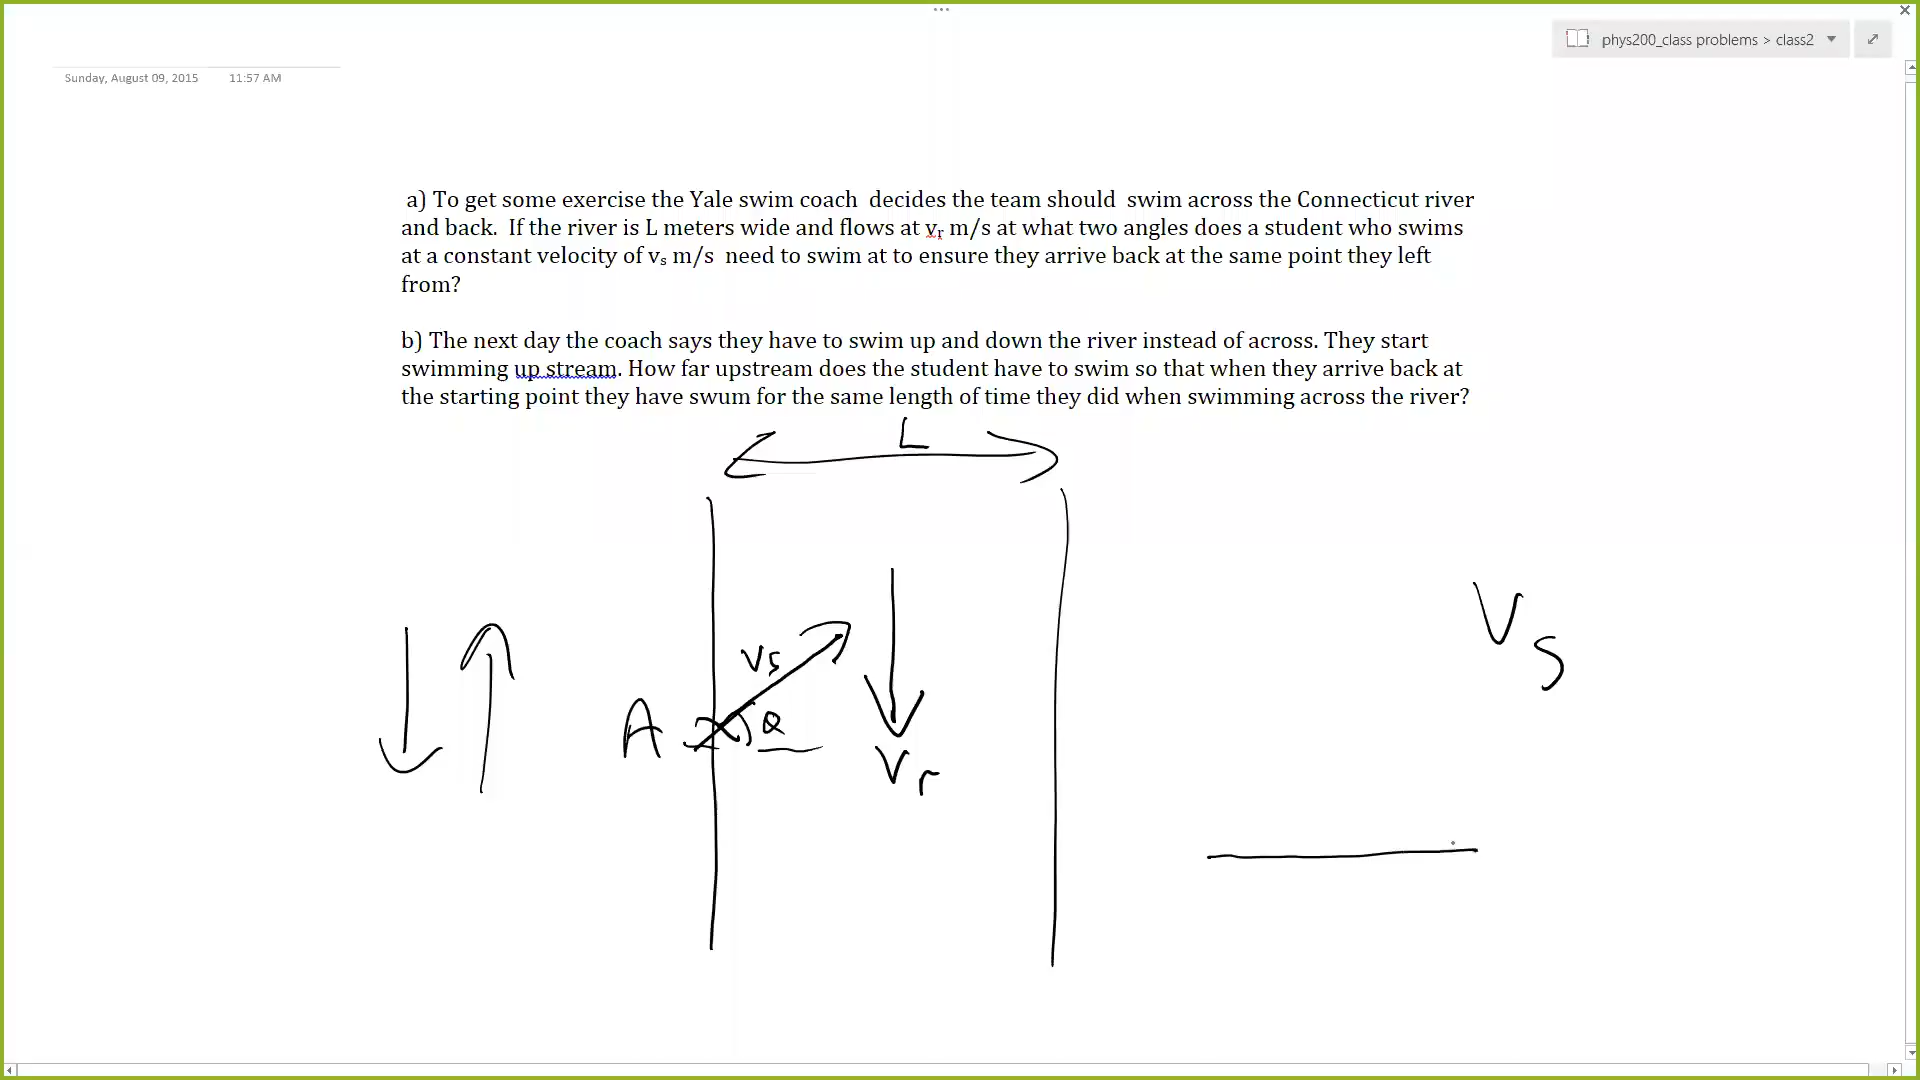 phys200_class problems > class2
Sunday, August 09, 2015 11:57 AM
a) To get some exercise the Yale swim coach decides the team should swim across the Connecticut river
and back. If the river is L meters wide and flows at vᵣ m/s at what two angles does a student who swims
at a constant velocity of vₛ m/s need to swim at to ensure they arrive back at the same point they left
from?
b) The next day the coach says they have to swim up and down the river instead of across. They start
swimming up stream. How far upstream does the student have to swim so that when they arrive back at
the starting point they have swum for the same length of time they did when swimming across the river?
L
Vₛ
Vₛ
A
Vᵣ